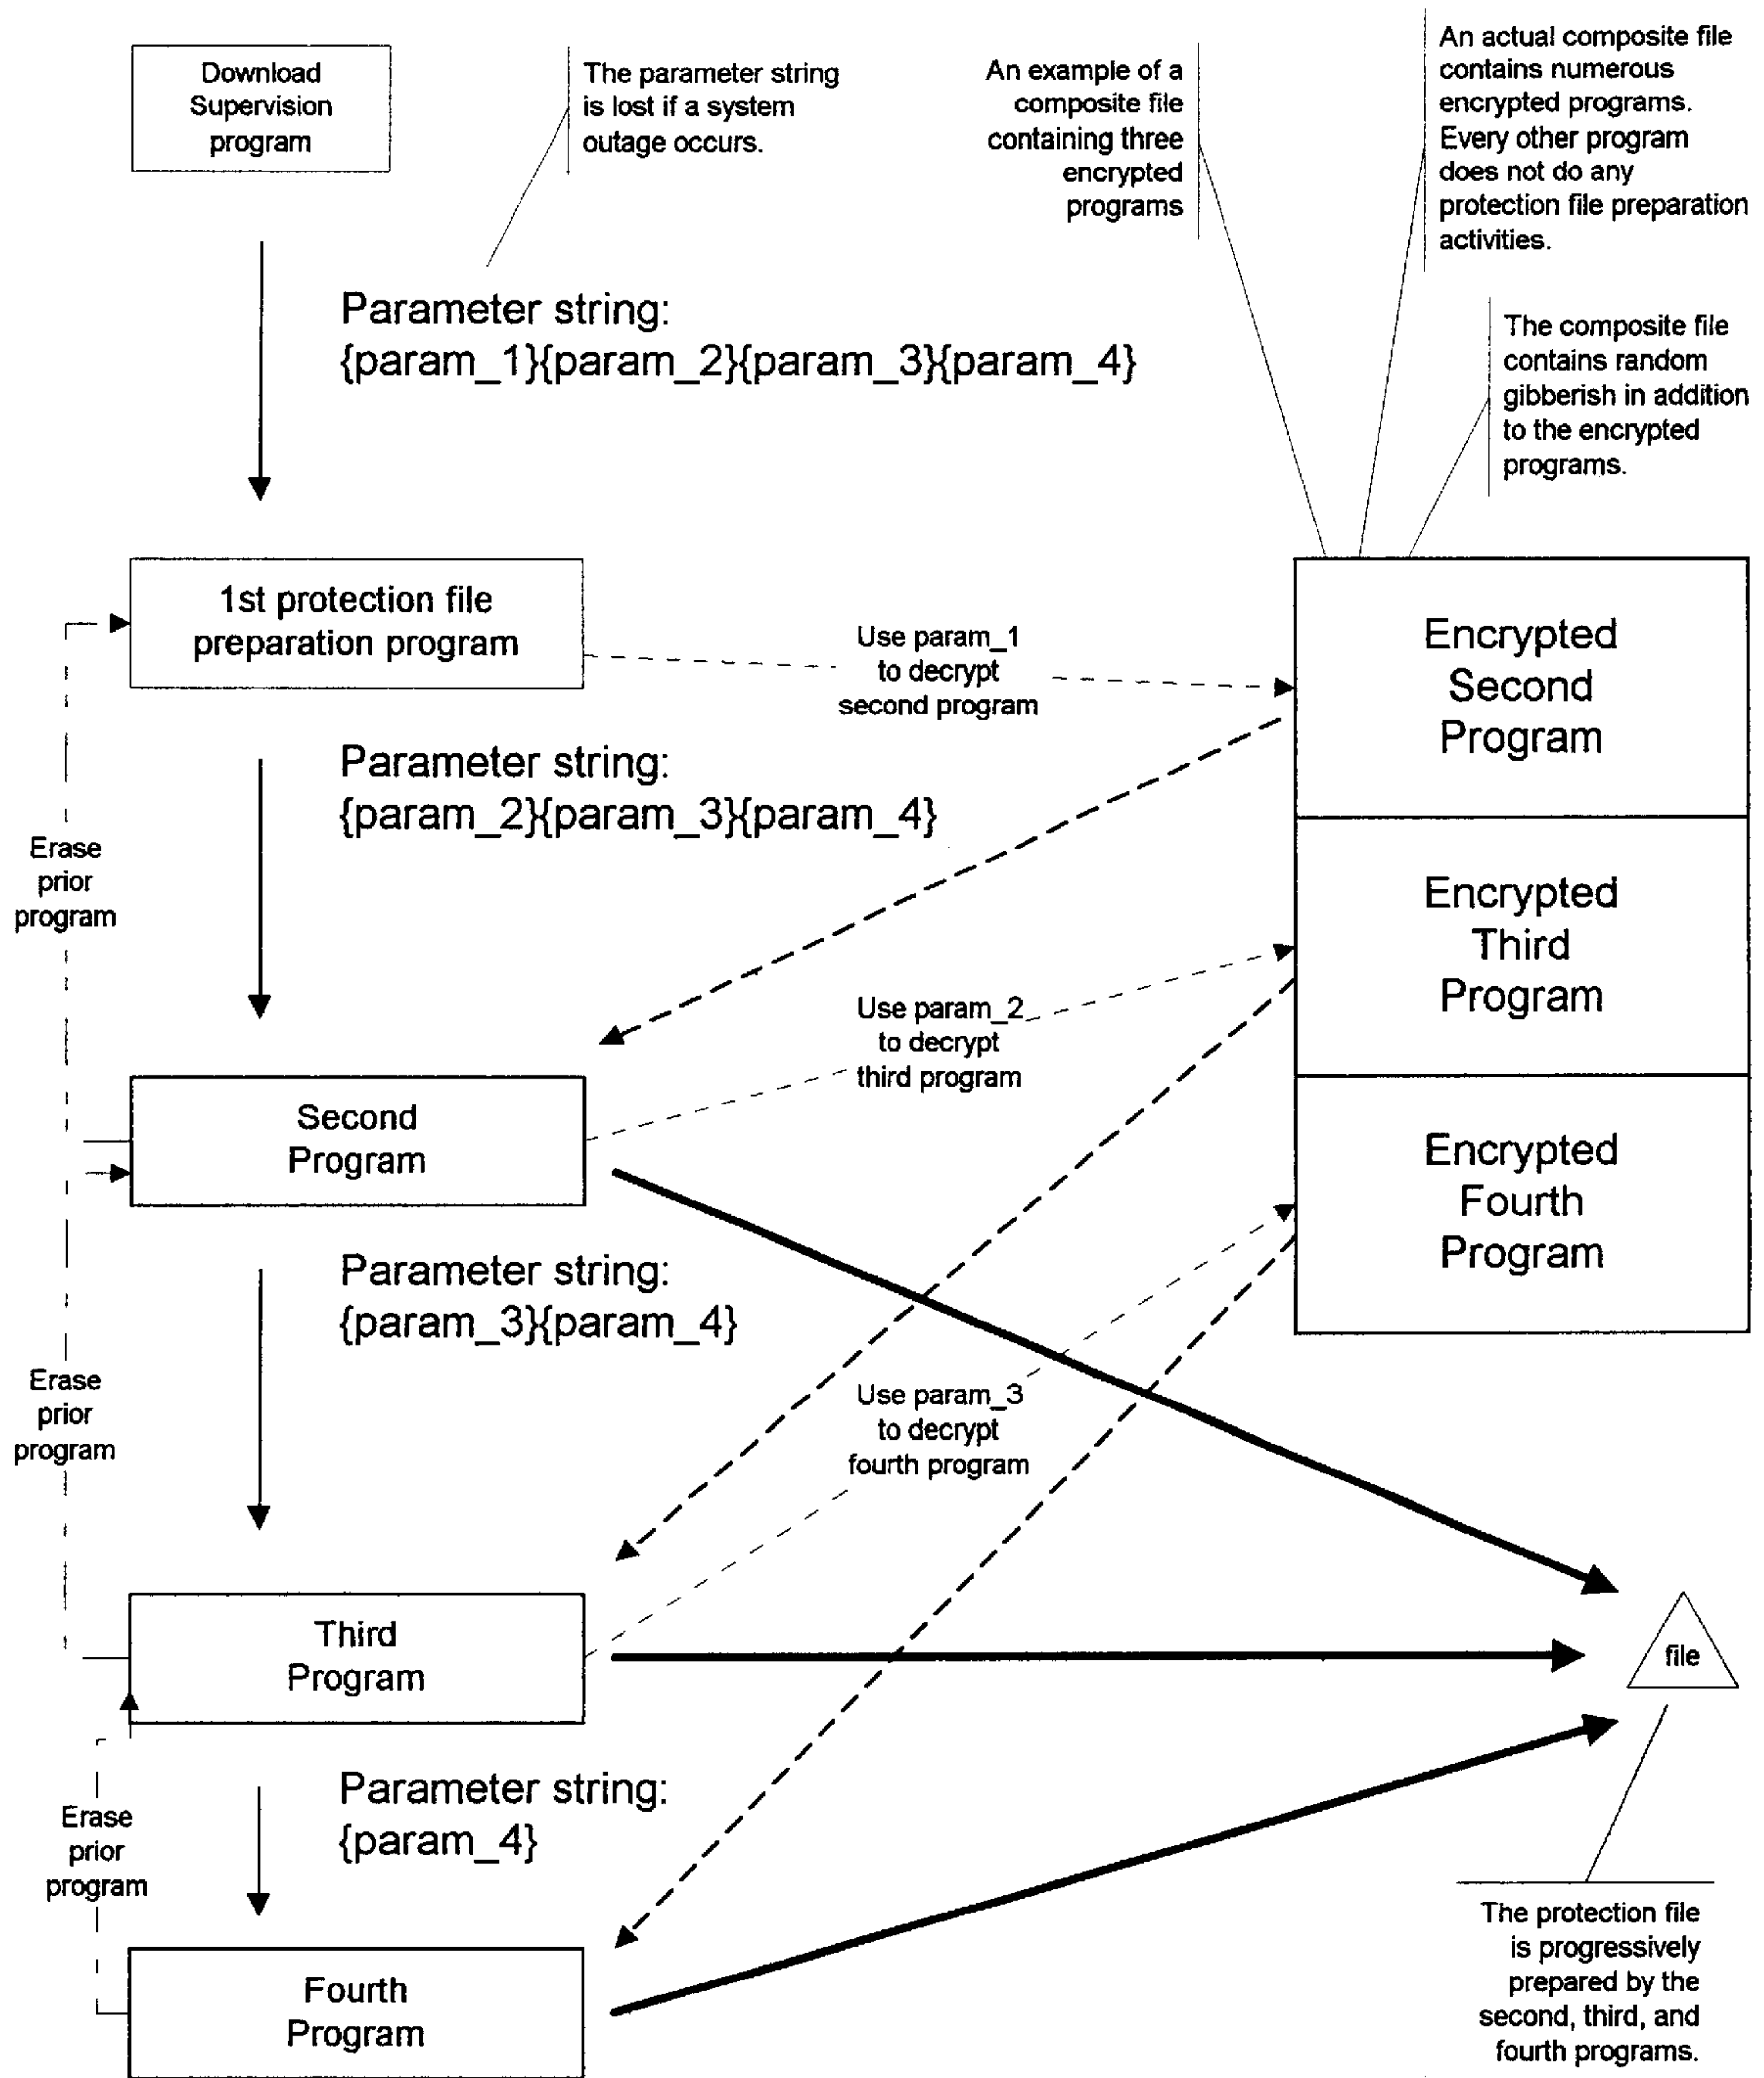 Download
Supervision
program
The parameter string
is lost if a system
outage occurs.
An example of a
composite file
containing three
encrypted
programs
An actual composite file
contains numerous
encrypted programs.
Every other program
does not do any
protection file preparation
activities.
The composite file
contains random
gibberish in addition
to the encrypted
programs.
Parameter string:
{param_1}{param_2}{param_3}{param_4}
1st protection file
preparation program
Use param_1
to decrypt
second program
Encrypted
Second
Program
Parameter string:
{param_2}{param_3}{param_4}
Erase
prior
program
Encrypted
Third
Program
Use param_2
to decrypt
third program
Second
Program
Encrypted
Fourth
Program
Parameter string:
{param_3}{param_4}
Erase
prior
program
Use param_3
to decrypt
fourth program
Third
Program
file
Parameter string:
{param_4}
Erase
prior
program
Fourth
Program
The protection file
is progressively
prepared by the
second, third, and
fourth programs.